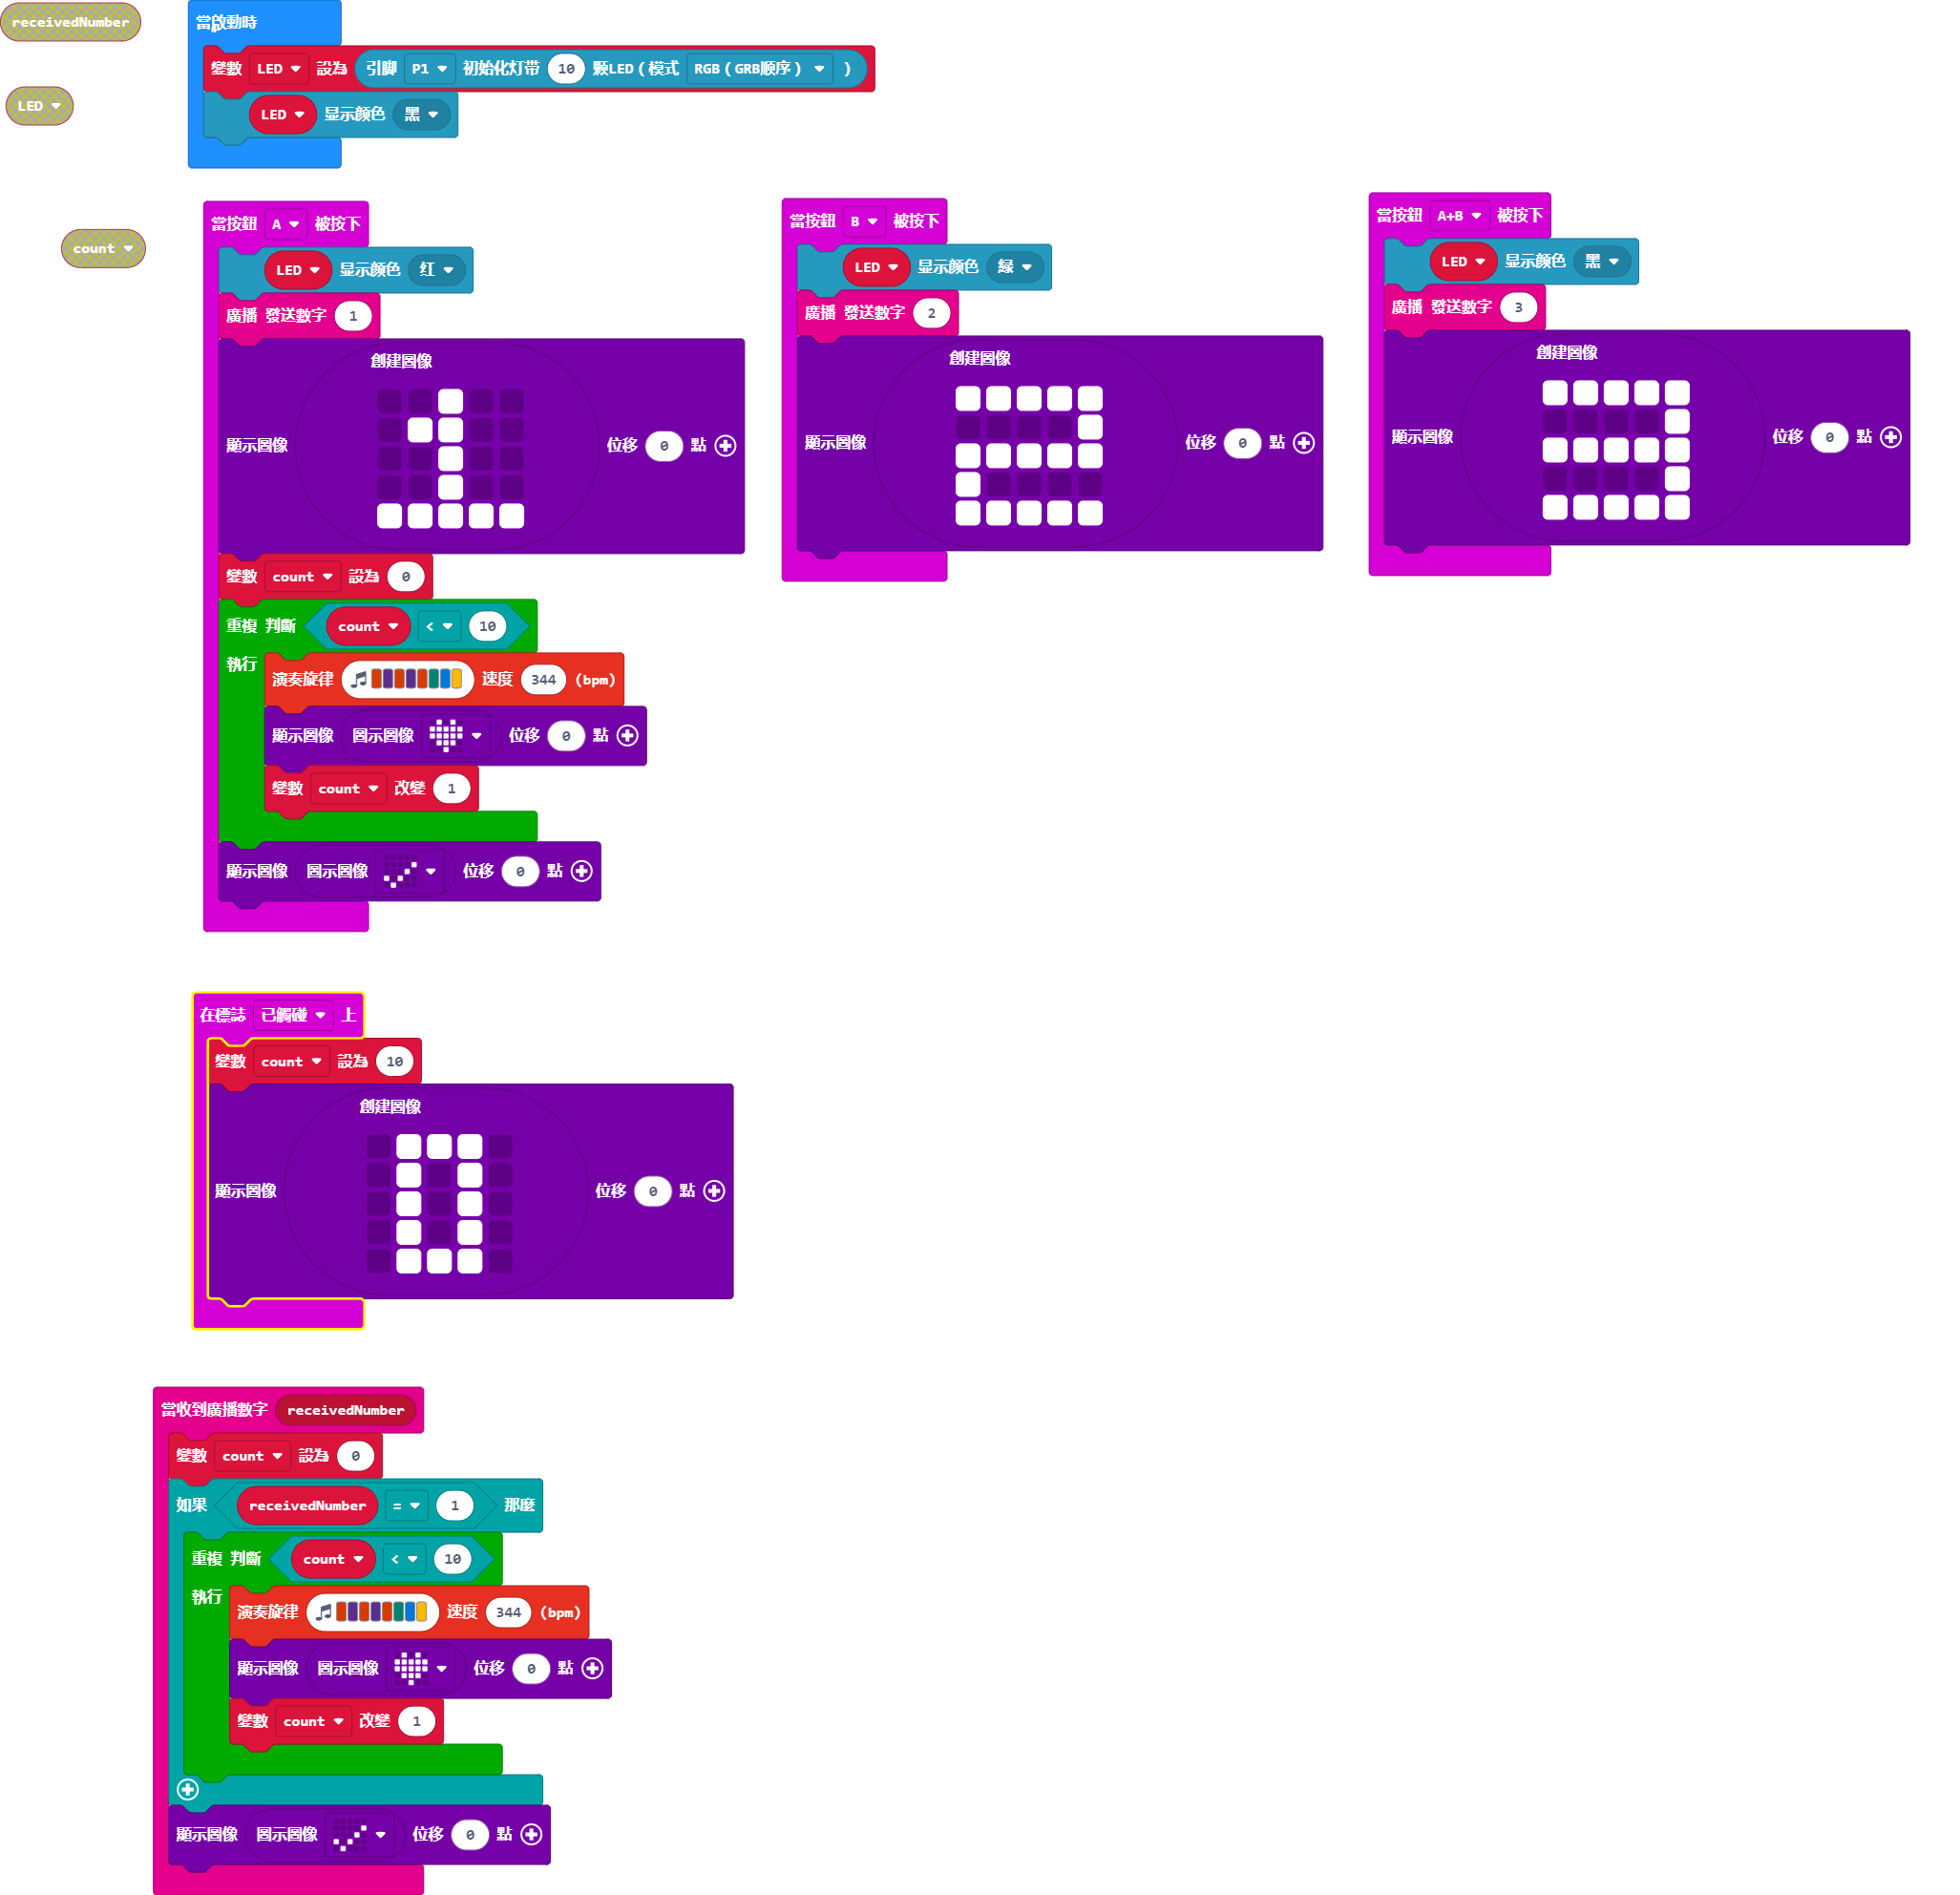 receivedNumber
LED
count
當啟動時
變數 LED 設為 引脚 P1 初始化灯带 10 颗LED（模式 RGB（GRB顺序） ）
LED 显示颜色 黑
當按鈕 A 被按下
LED 显示颜色 红
廣播 發送數字 1
創建圖像
顯示圖像 位移 0 點
變數 count 設為 0
重複 判斷 count < 10
執行
演奏旋律 速度 344 (bpm)
顯示圖像 圖示圖像 位移 0 點
變數 count 改變 1
顯示圖像 圖示圖像 位移 0 點
當按鈕 B 被按下
LED 显示颜色 緑
廣播 發送數字 2
創建圖像
顯示圖像 位移 0 點
當按鈕 A+B 被按下
LED 显示颜色 黑
廣播 發送數字 3
創建圖像
顯示圖像 位移 0 點
在標誌 已觸碰 上
變數 count 設為 10
創建圖像
顯示圖像 位移 0 點
當收到廣播數字 receivedNumber
變數 count 設為 0
如果 receivedNumber = 1 那麼
重複 判斷 count < 10
執行
演奏旋律 速度 344 (bpm)
顯示圖像 圖示圖像 位移 0 點
變數 count 改變 1
顯示圖像 圖示圖像 位移 0 點